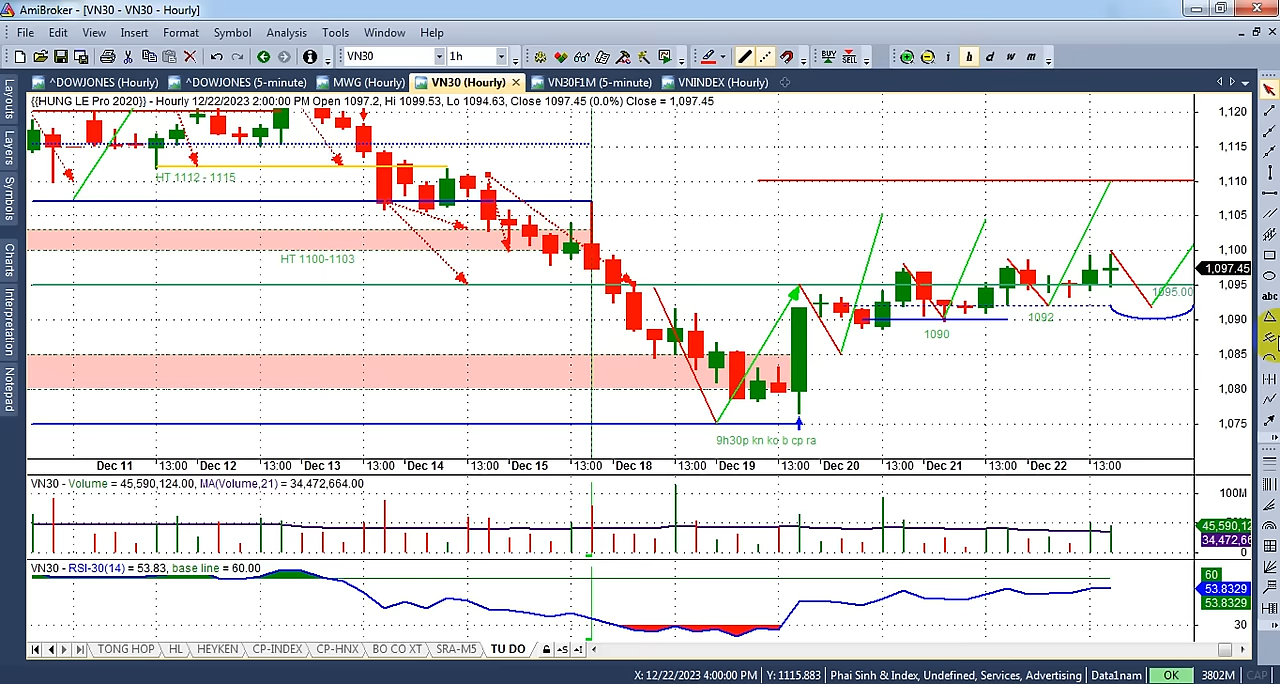 AmiBroker - [VN30 - VN30 - Hourly]
File Edit View Insert Format Symbol Analysis Tools Window Help
VN30 1h BUY SELL i h d w m
^DOWJONES (Hourly) ^DOWJONES (5-minute) MWG (Hourly) VN30 (Hourly) VN30F1M (5-minute) VNINDEX (Hourly)
{{HUNG LE Pro 2020}} - Hourly 12/22/2023 2:00:00 PM Open 1097.2, Hi 1099.53, Lo 1094.63, Close 1097.45 (0.0%) Close = 1,097.45
Layouts
Layers
Symbols
Charts
Interpretation
Notepad
abc
1,120
1,115
HT 1112 - 1115
1,110
1,105
1,100
HT 1100-1103
1,097.45
1,095
1095.00
1,090
1092
1090
1,085
1,080
1,075
9h30p kn ko b cp ra
Dec 11 13:00 Dec 12 13:00 Dec 13 13:00 Dec 14 13:00 Dec 15 13:00 Dec 18 13:00 Dec 19 13:00 Dec 20 13:00 Dec 21 13:00 Dec 22 13:00
VN30 - Volume = 45,590,124.00, MA(Volume,21) = 34,472,664.00
100M
45,590,12
34,472,66
0
VN30 - RSI-30(14) = 53.83, base line = 60.00
60
53.8329
53.8329
30
TONG HOP HL HEYKEN CP-INDEX CP-HNX BO CO XT SRA-M5 TU DO
X: 12/22/2023 4:00:00 PM Y: 1115.883 Phai Sinh & Index, Undefined, Services, Advertising Data1nam OK 3802M CAP